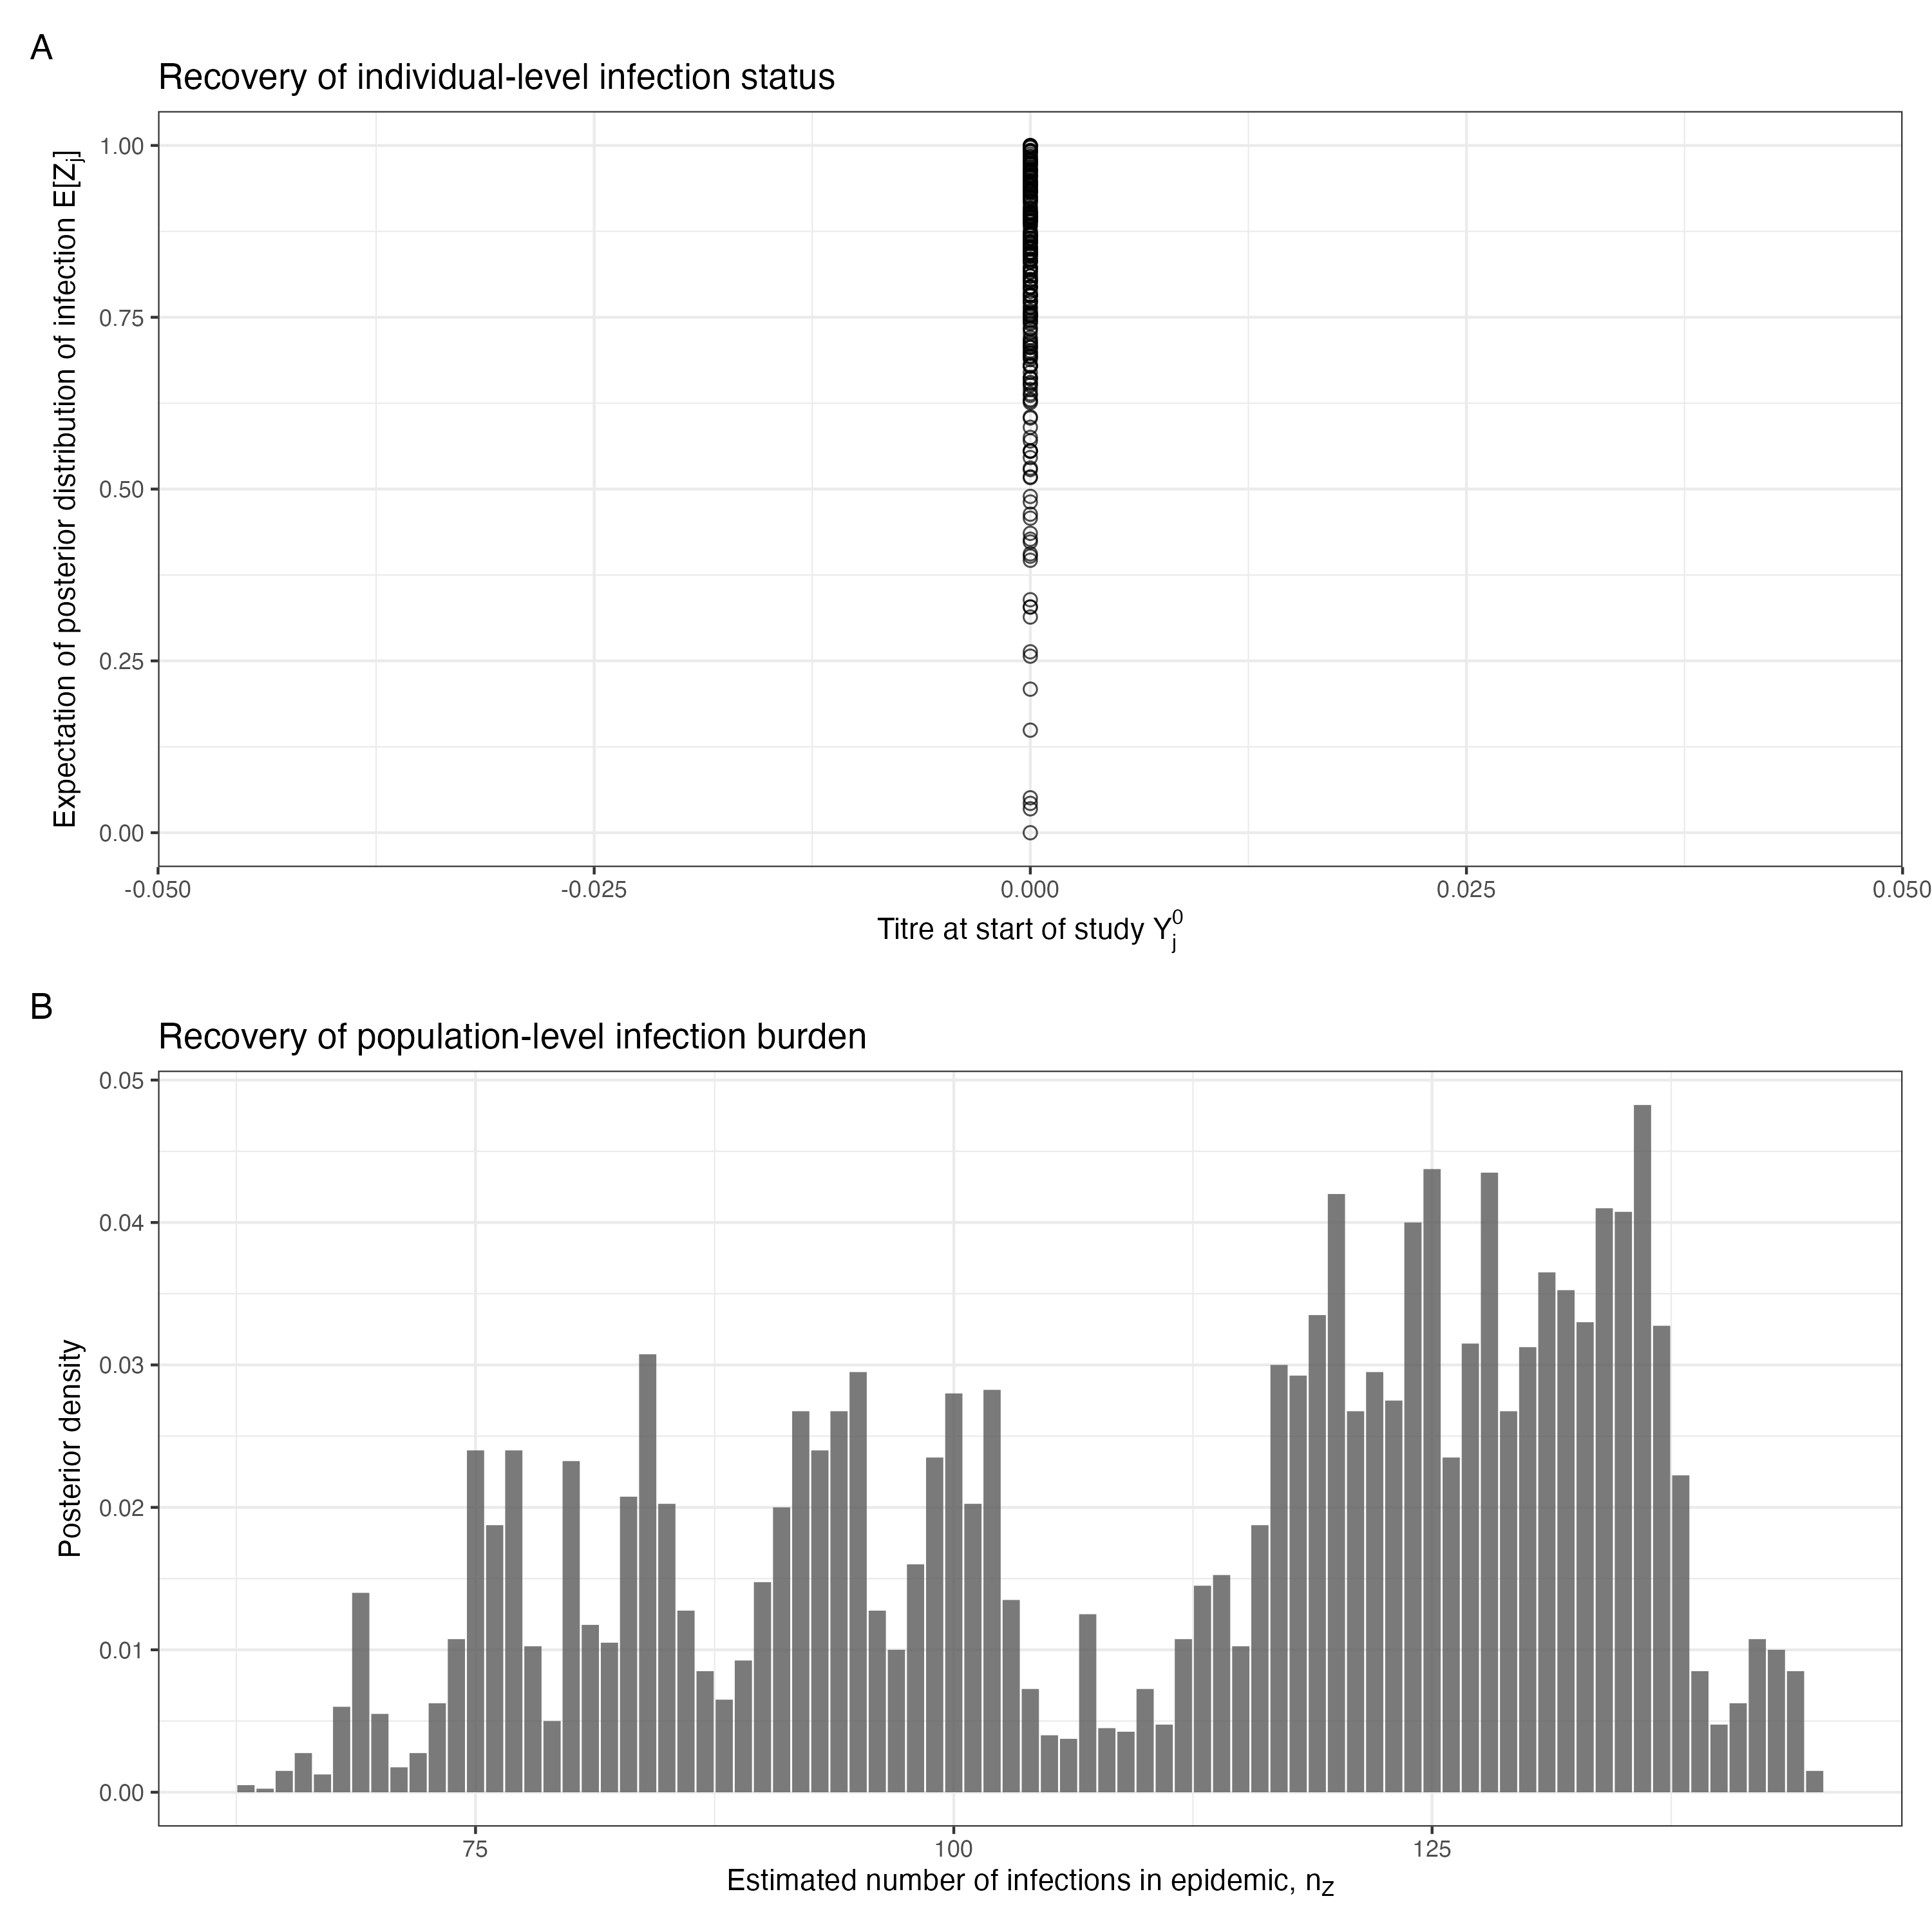 A
Recovery of individual-level infection status
Expectation of posterior distribution of infection E[Zj]
1.00
0.75
0.50
0.25
0.00
-0.050 -0.025 0.000 0.025 0.050
Titre at start of study Yj0
B
Recovery of population-level infection burden
Posterior density
0.05
0.04
0.03
0.02
0.01
0.00
75 100 125
Estimated number of infections in epidemic, nZ